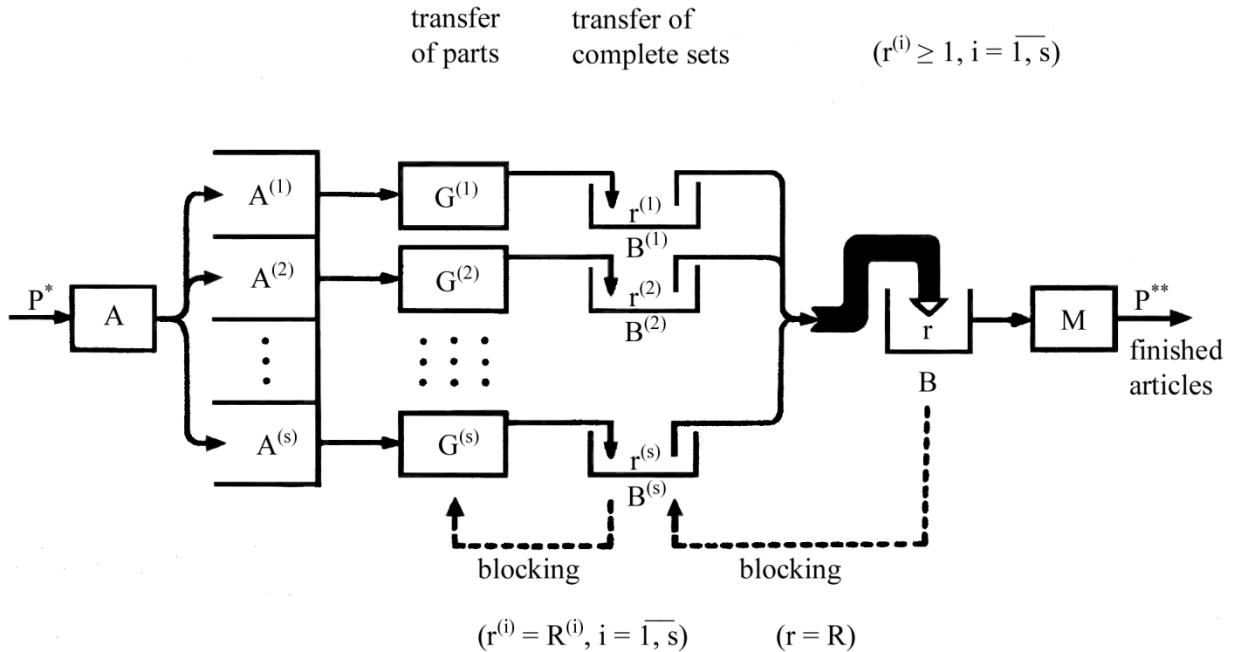 transfer
of parts
transfer of
complete sets
(r⁽ⁱ⁾ ≥ 1, i = 1, s)
P*
A
A⁽¹⁾
G⁽¹⁾
r⁽¹⁾
B⁽¹⁾
A⁽²⁾
G⁽²⁾
r⁽²⁾
B⁽²⁾
A⁽ˢ⁾
G⁽ˢ⁾
r⁽ˢ⁾
B⁽ˢ⁾
r
B
M
P**
finished
articles
blocking
blocking
(r⁽ⁱ⁾ = R⁽ⁱ⁾, i = 1, s)
(r = R)